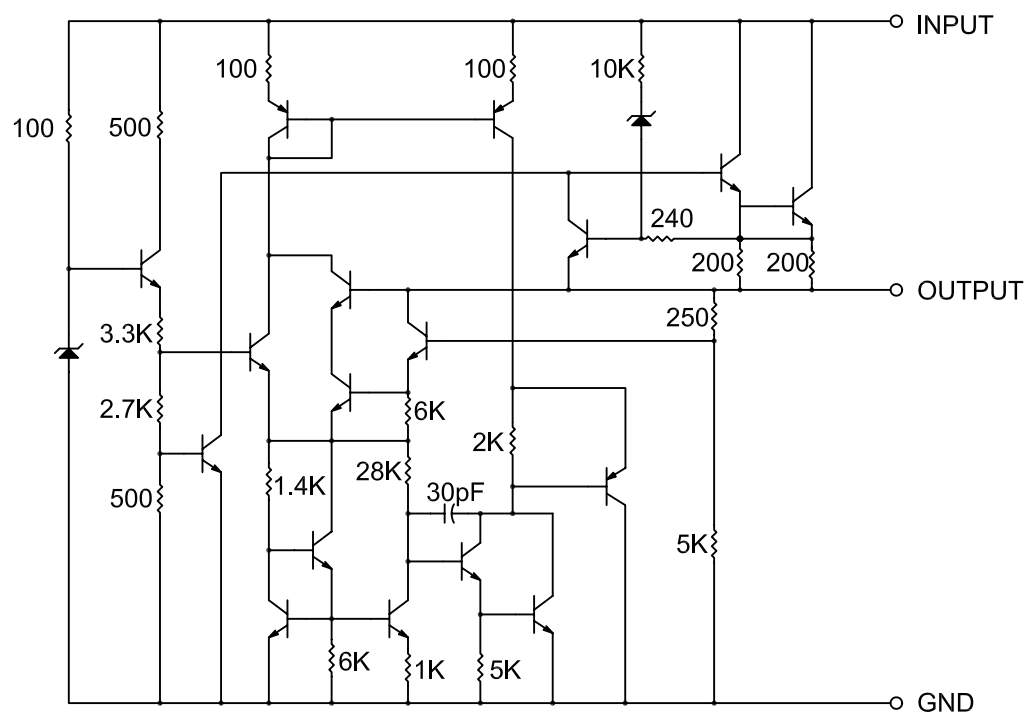 INPUT
100
100
10K
100
500
240
200
200
OUTPUT
250
3.3K
2.7K
6K
2K
28K
1.4K
30pF
500
5K
6K
1K
5K
GND